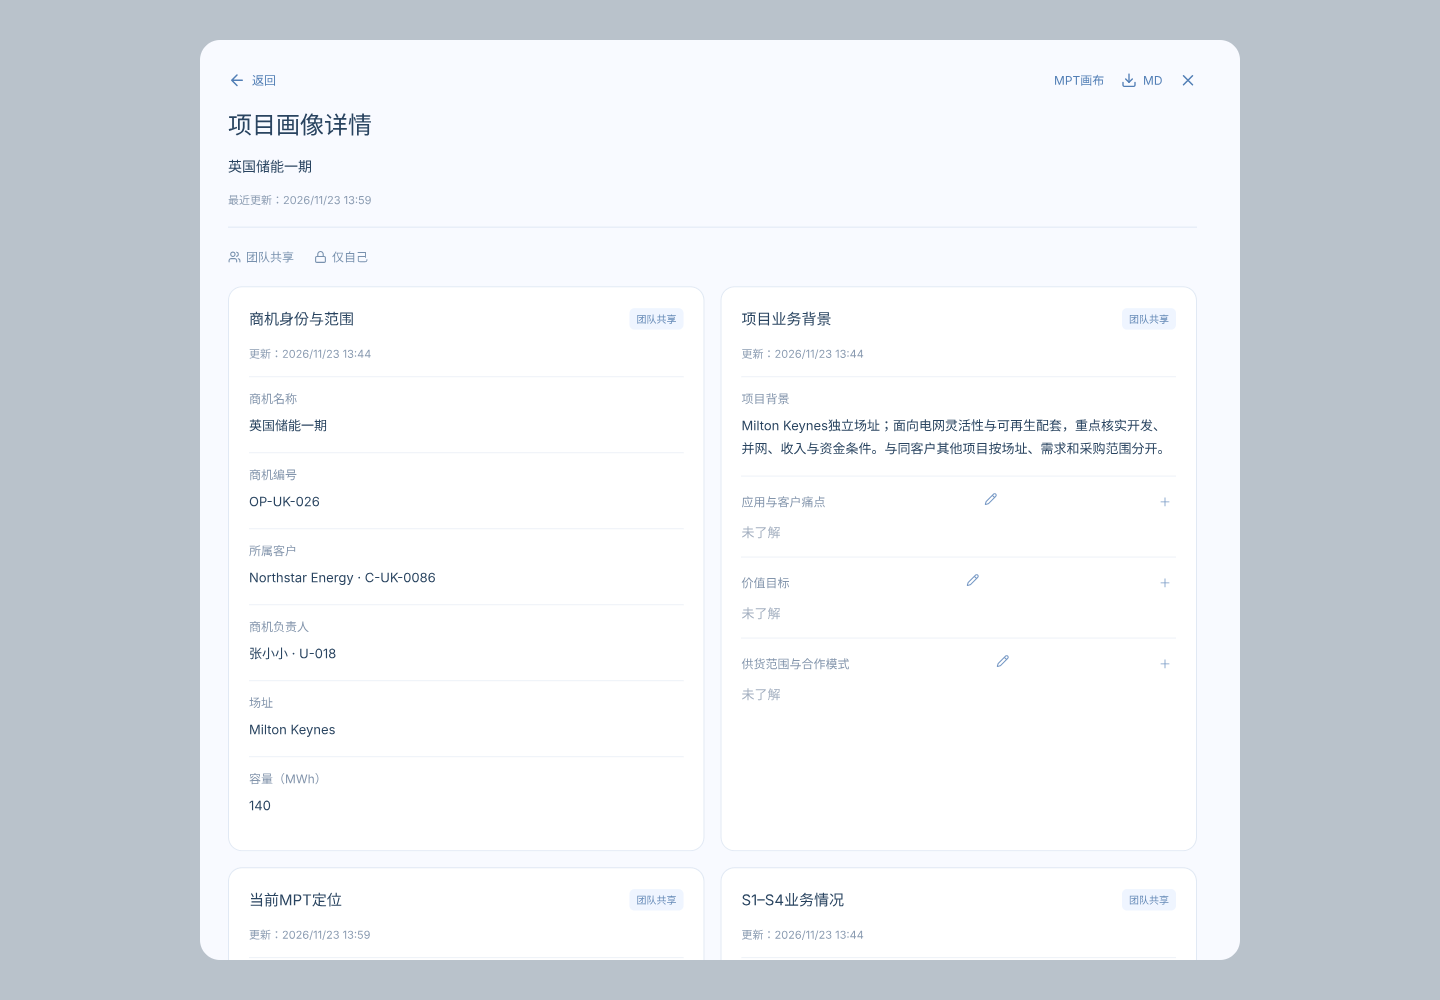 返回
MPT画布 MD
项目画像详情
英国储能一期
最近更新：2026/11/23 13:59
团队共享 仅自己
商机身份与范围 团队共享
更新：2026/11/23 13:44
商机名称
英国储能一期
商机编号
OP-UK-026
所属客户
Northstar Energy · C-UK-0086
商机负责人
张小小 · U-018
场址
Milton Keynes
容量（MWh）
140
项目业务背景 团队共享
更新：2026/11/23 13:44
项目背景
Milton Keynes独立场址；面向电网灵活性与可再生配套，重点核实开发、
并网、收入与资金条件。与同客户其他项目按场址、需求和采购范围分开。
应用与客户痛点
未了解
价值目标
未了解
供货范围与合作模式
未了解
当前MPT定位 团队共享
更新：2026/11/23 13:59
S1–S4业务情况 团队共享
更新：2026/11/23 13:44